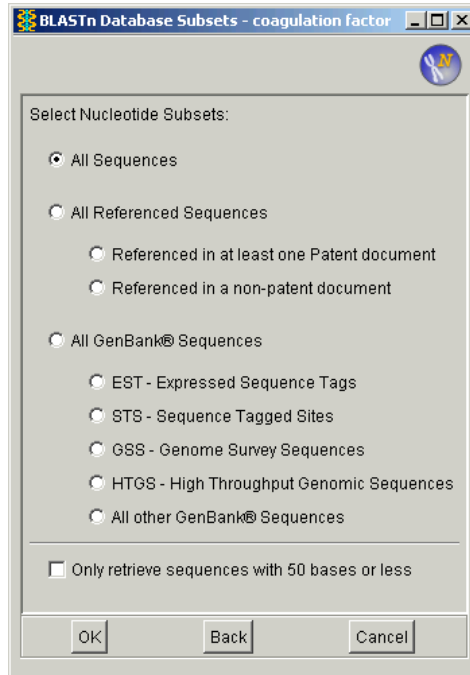 BLASTn Database Subsets - coagulation factor
N
Select Nucleotide Subsets:
All Sequences
All Referenced Sequences
Referenced in at least one Patent document
Referenced in a non-patent document
All GenBank® Sequences
EST - Expressed Sequence Tags
STS - Sequence Tagged Sites
GSS - Genome Survey Sequences
HTGS - High Throughput Genomic Sequences
All other GenBank® Sequences
Only retrieve sequences with 50 bases or less
OK Back Cancel